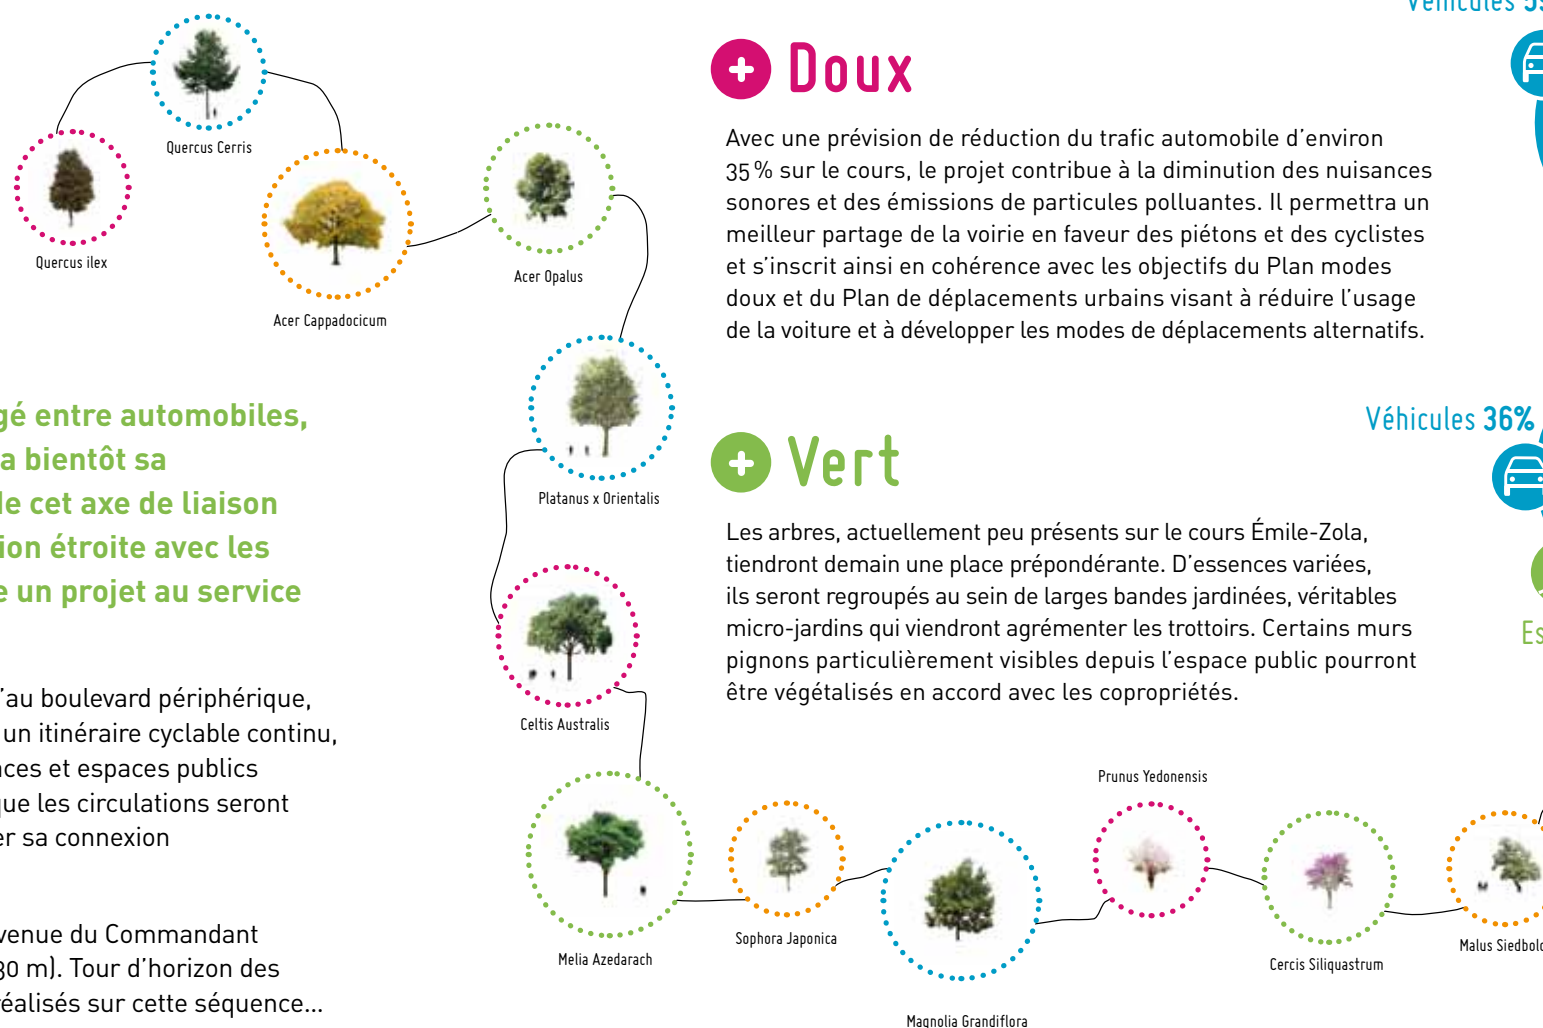 Quercus Cerris
Quercus ilex
Acer Cappadocicum
Acer Opalus
Platanus x Orientalis
Celtis Australis
Melia Azedarach
Sophora Japonica
Magnolia Grandiflora
Prunus Yedonensis
Cercis Siliquastrum
Malus Siedbol
gé entre automobiles,
a bientôt sa
de cet axe de liaison
ion étroite avec les
e un projet au service
'au boulevard périphérique,
un itinéraire cyclable continu,
nces et espaces publics
que les circulations seront
er sa connexion
venue du Commandant
30 m). Tour d'horizon des
réalisés sur cette séquence...
+ Doux
Avec une prévision de réduction du trafic automobile d'environ
35 % sur le cours, le projet contribue à la diminution des nuisances
sonores et des émissions de particules polluantes. Il permettra un
meilleur partage de la voirie en faveur des piétons et des cyclistes
et s'inscrit ainsi en cohérence avec les objectifs du Plan modes
doux et du Plan de déplacements urbains visant à réduire l'usage
de la voiture et à développer les modes de déplacements alternatifs.
+ Vert
Les arbres, actuellement peu présents sur le cours Émile-Zola,
tiendront demain une place prépondérante. D'essences variées,
ils seront regroupés au sein de larges bandes jardinées, véritables
micro-jardins qui viendront agrémenter les trottoirs. Certains murs
pignons particulièrement visibles depuis l'espace public pourront
être végétalisés en accord avec les copropriétés.
Véhicules
Véhicules 36%
Es